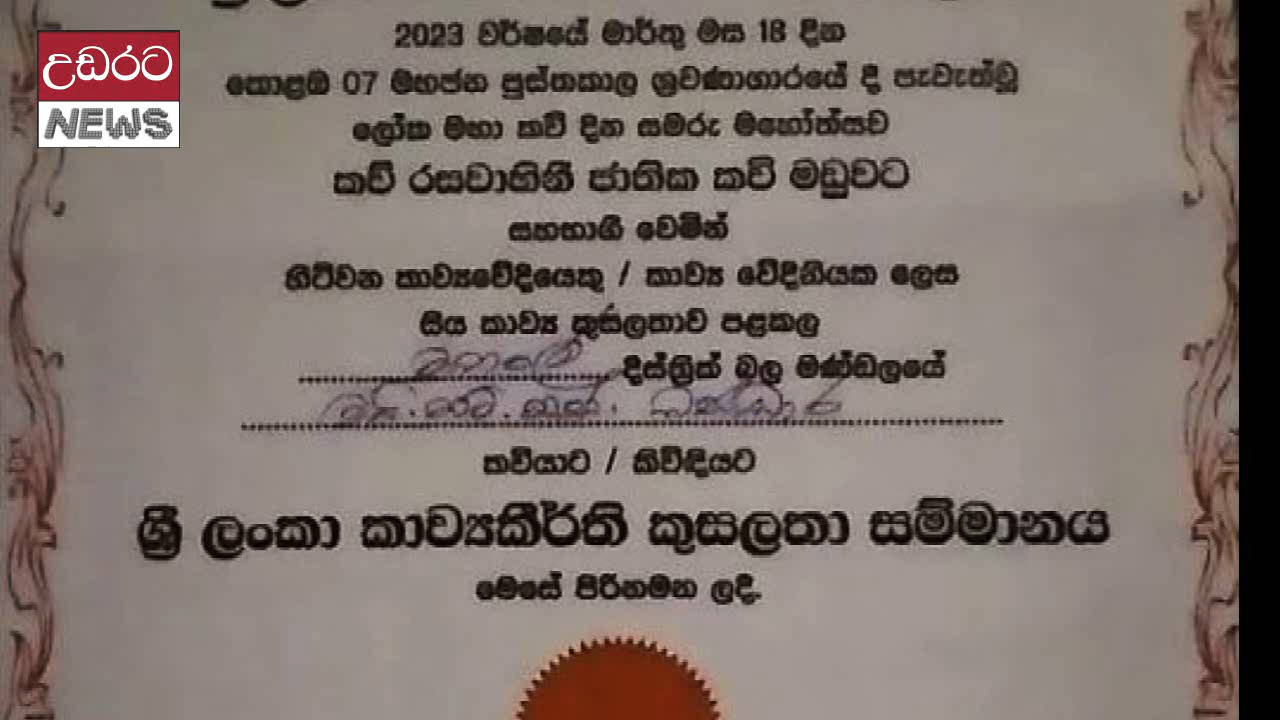 උඩරට
NEWS
2023 වර්ෂයේ මාර්තු මස 18 දින
කොළඹ 07 මහජන පුස්තකාල ශ්‍රවණාගාරයේ දී පැවැත්වූ
ලෝක මහා කවි දින සමරු මහෝත්සව
කව් රසවාහිනී ජාතික කවි මඩුවට
සහභාගී වෙමින්
හිටිවන කාව්‍යවේදියෙකු / කාව්‍ය වේදිනියක ලෙස
සිය කාව්‍ය කුසලතාව පළකල
දිස්ත්‍රික් බල මණ්ඩලයේ
බණ්ඩාර
කවියාට / කිවිඳියට
ශ්‍රී ලංකා කාව්‍යකීර්ති කුසලතා සම්මානය
මෙසේ පිරිනමන ලදී.